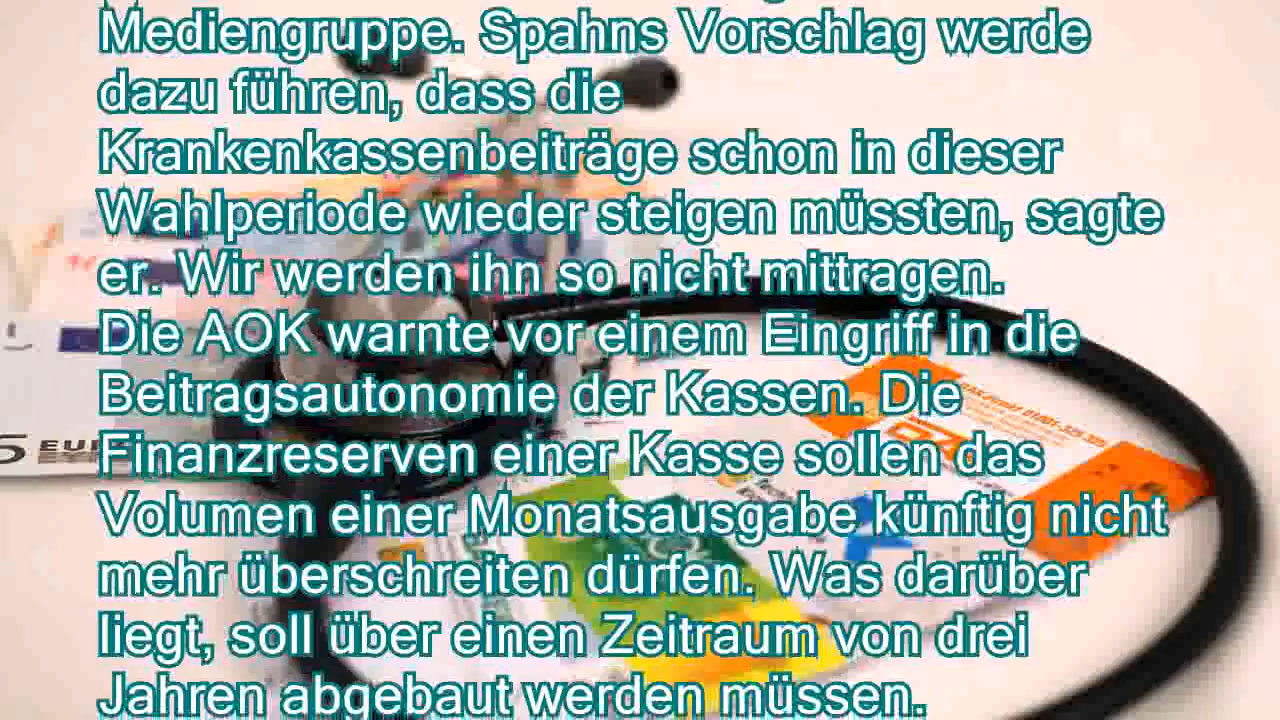 Mediengruppe. Spahns Vorschlag werde
dazu führen, dass die
Krankenkassenbeiträge schon in dieser
Wahlperiode wieder steigen müssten, sagte
er. Wir werden ihn so nicht mittragen.
Die AOK warnte vor einem Eingriff in die
Beitragsautonomie der Kassen. Die
Finanzreserven einer Kasse sollen das
Volumen einer Monatsausgabe künftig nicht
mehr überschreiten dürfen. Was darüber
liegt, soll über einen Zeitraum von drei
Jahren abgebaut werden müssen.
5 EURO